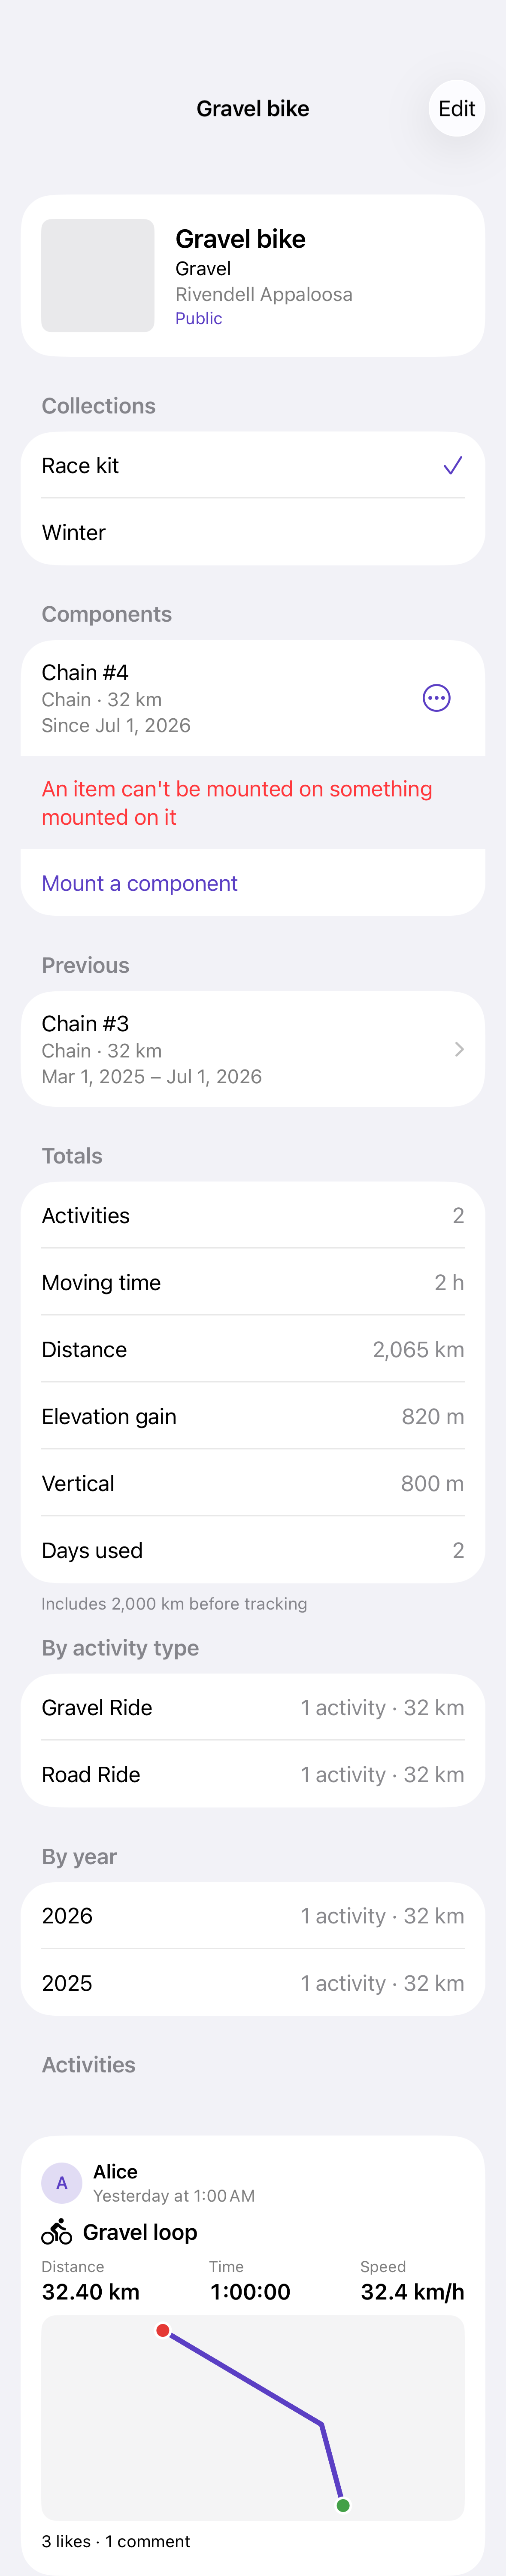 Gravel bike
Edit
Gravel bike
Gravel
Rivendell Appaloosa
Public
Collections
Race kit
Winter
Components
Chain #4
Chain · 32 km
Since Jul 1, 2026
An item can't be mounted on something
mounted on it
Mount a component
Previous
Chain #3
Chain · 32 km
Mar 1, 2025 – Jul 1, 2026
Totals
Activities 2
Moving time 2 h
Distance 2,065 km
Elevation gain 820 m
Vertical 800 m
Days used 2
Includes 2,000 km before tracking
By activity type
Gravel Ride 1 activity · 32 km
Road Ride 1 activity · 32 km
By year
2026 1 activity · 32 km
2025 1 activity · 32 km
Activities
A
Alice
Yesterday at 1:00 AM
Gravel loop
Distance Time Speed
32.40 km 1:00:00 32.4 km/h
3 likes · 1 comment